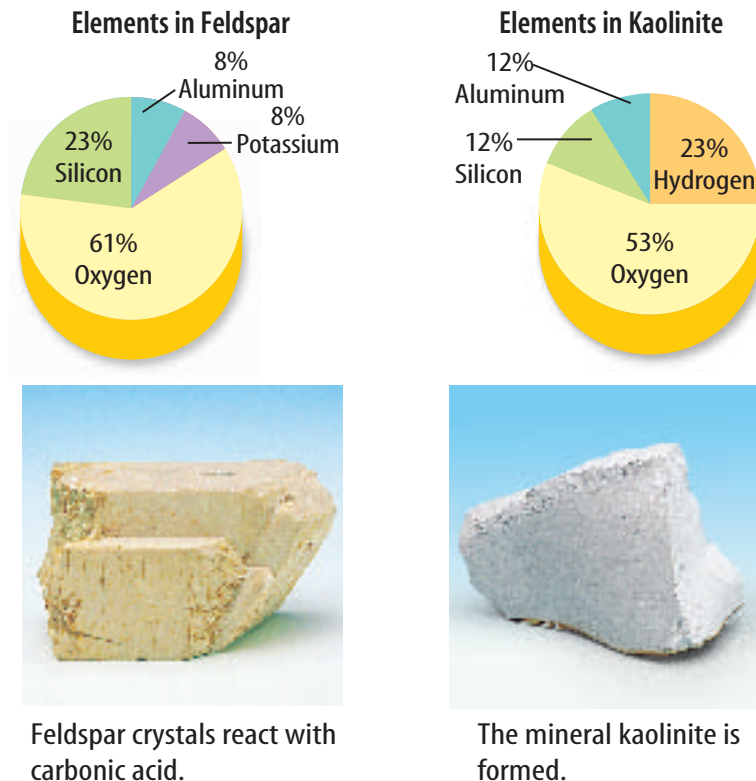 Elements in Feldspar
8%
Aluminum
8%
Potassium
23%
Silicon
61%
Oxygen
Elements in Kaolinite
12%
Aluminum
12%
Silicon
23%
Hydrogen
53%
Oxygen
Feldspar crystals react with
carbonic acid.
The mineral kaolinite is
formed.